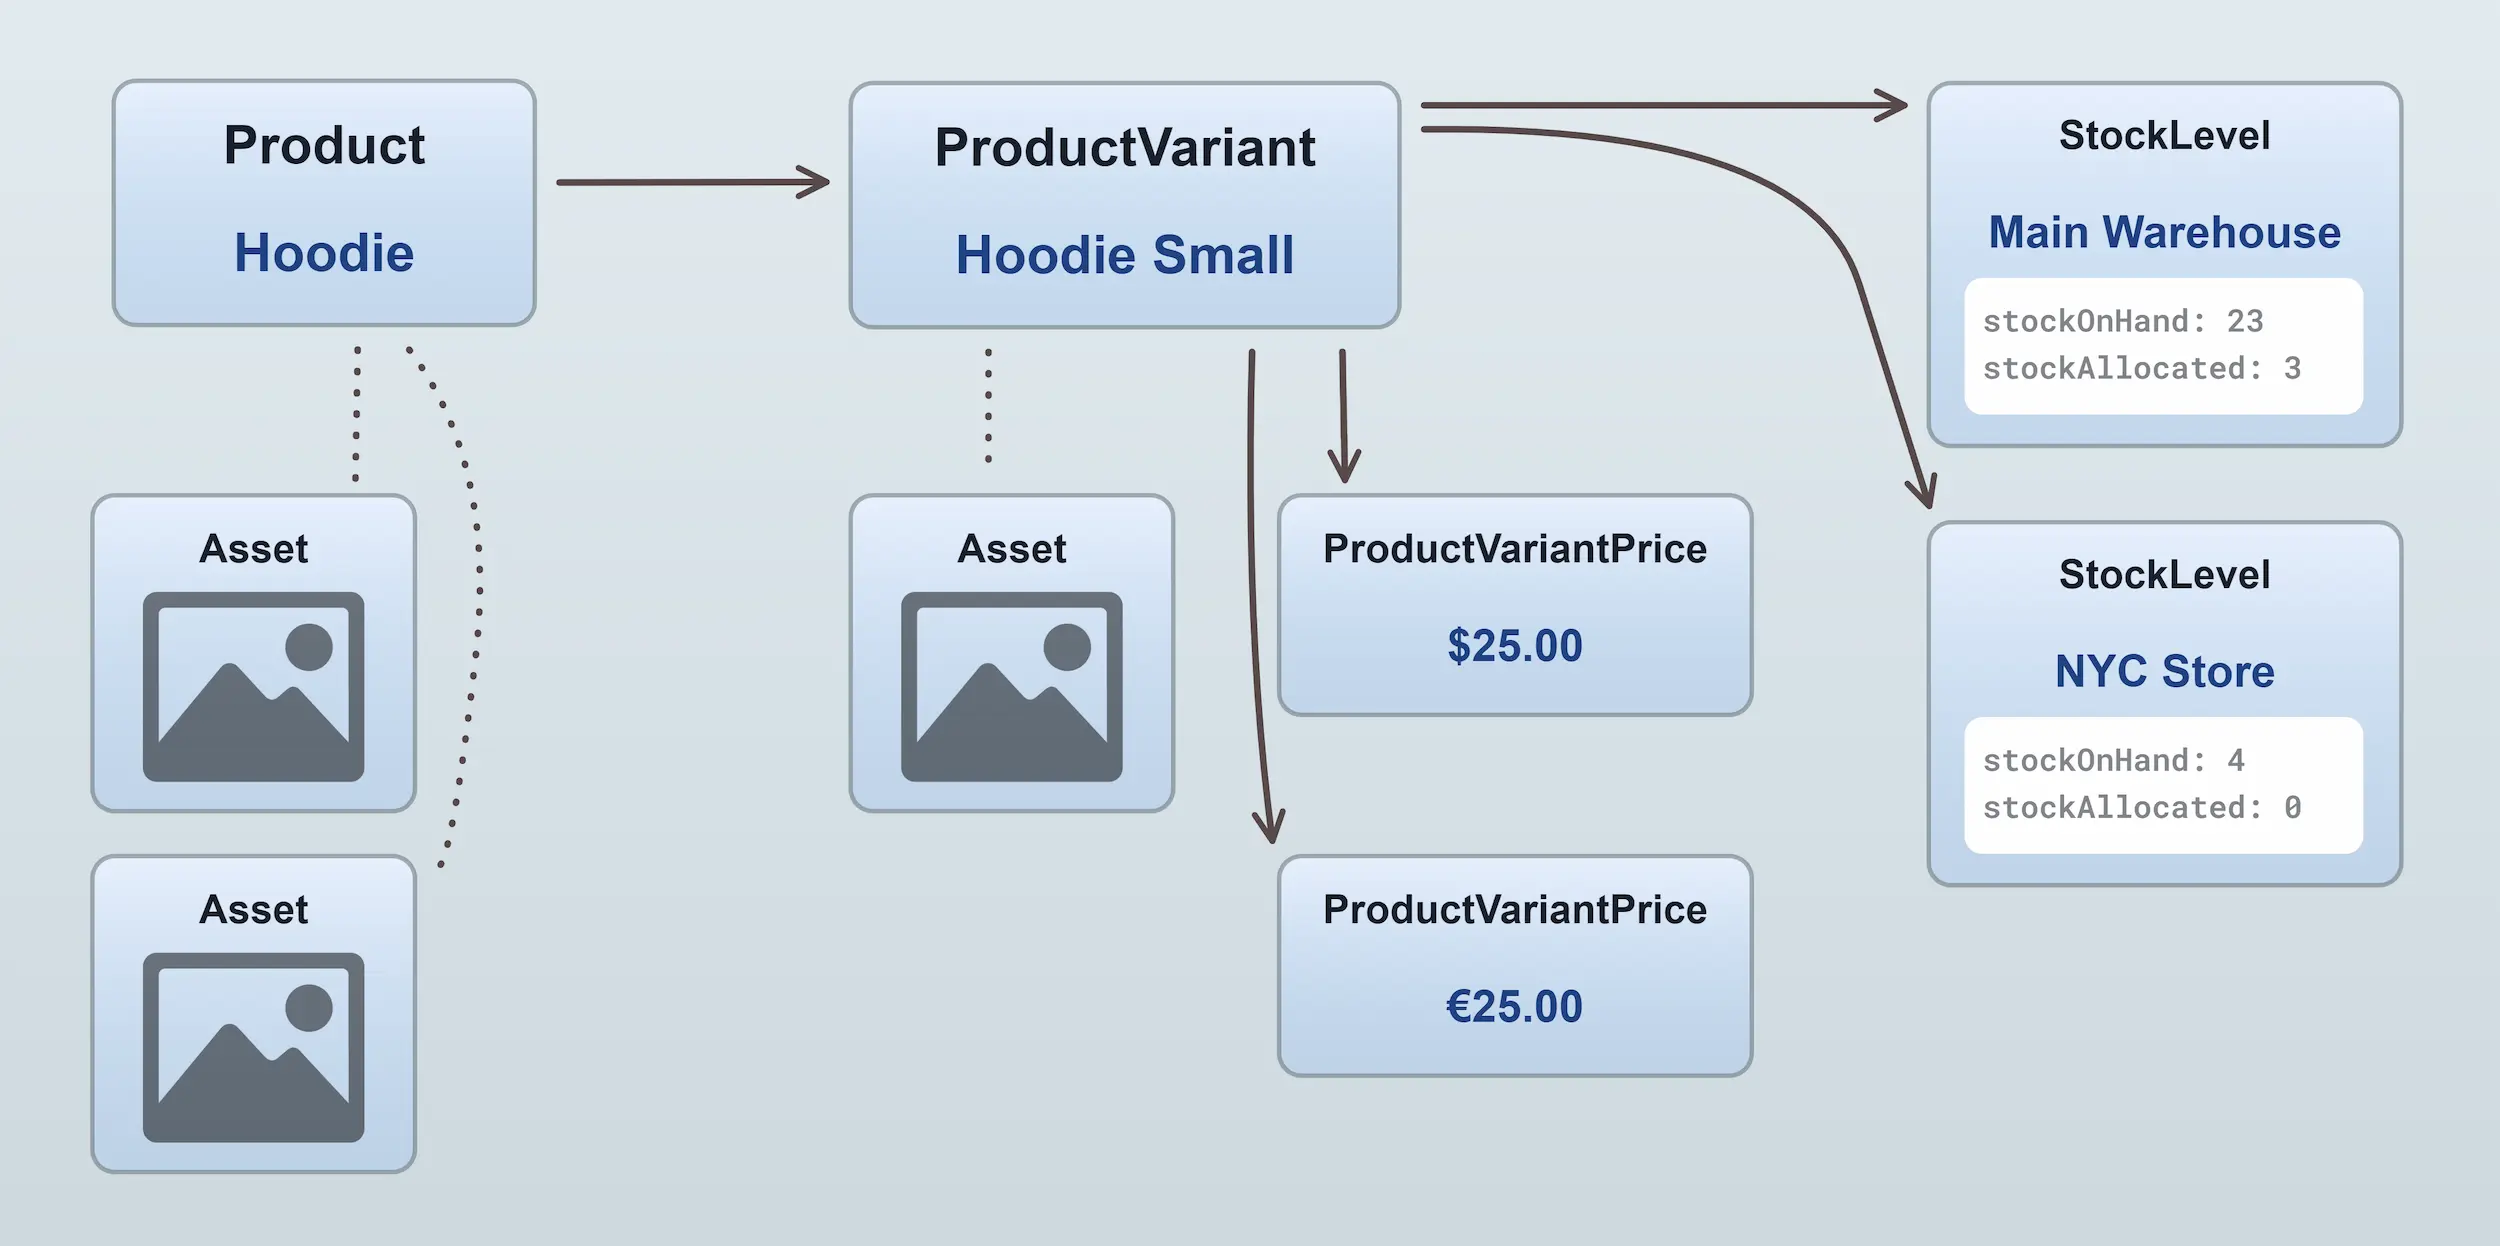 Product
Hoodie
ProductVariant
Hoodie Small
StockLevel
Main Warehouse
stockOnHand: 23
stockAllocated: 3
Asset
Asset
ProductVariantPrice
$25.00
StockLevel
NYC Store
stockOnHand: 4
stockAllocated: 0
Asset
ProductVariantPrice
€25.00